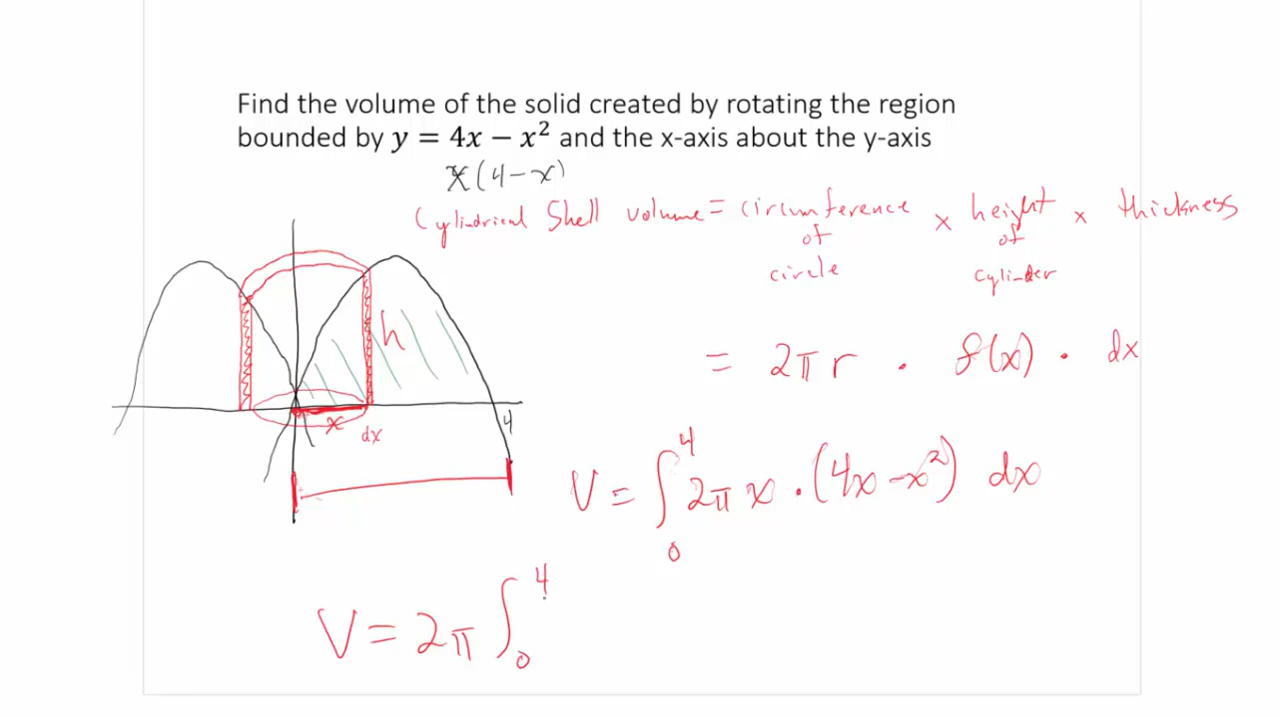 Find the volume of the solid created by rotating the region
bounded by y = 4x − x² and the x-axis about the y-axis
x(4−x)
Cylindrical Shell volume = circumference of circle × height of cylinder × thickness
= 2π r · f(x) · dx
h
x
dx
4
V = ∫₀⁴ 2π x · (4x − x²) dx
V = 2π ∫₀⁴